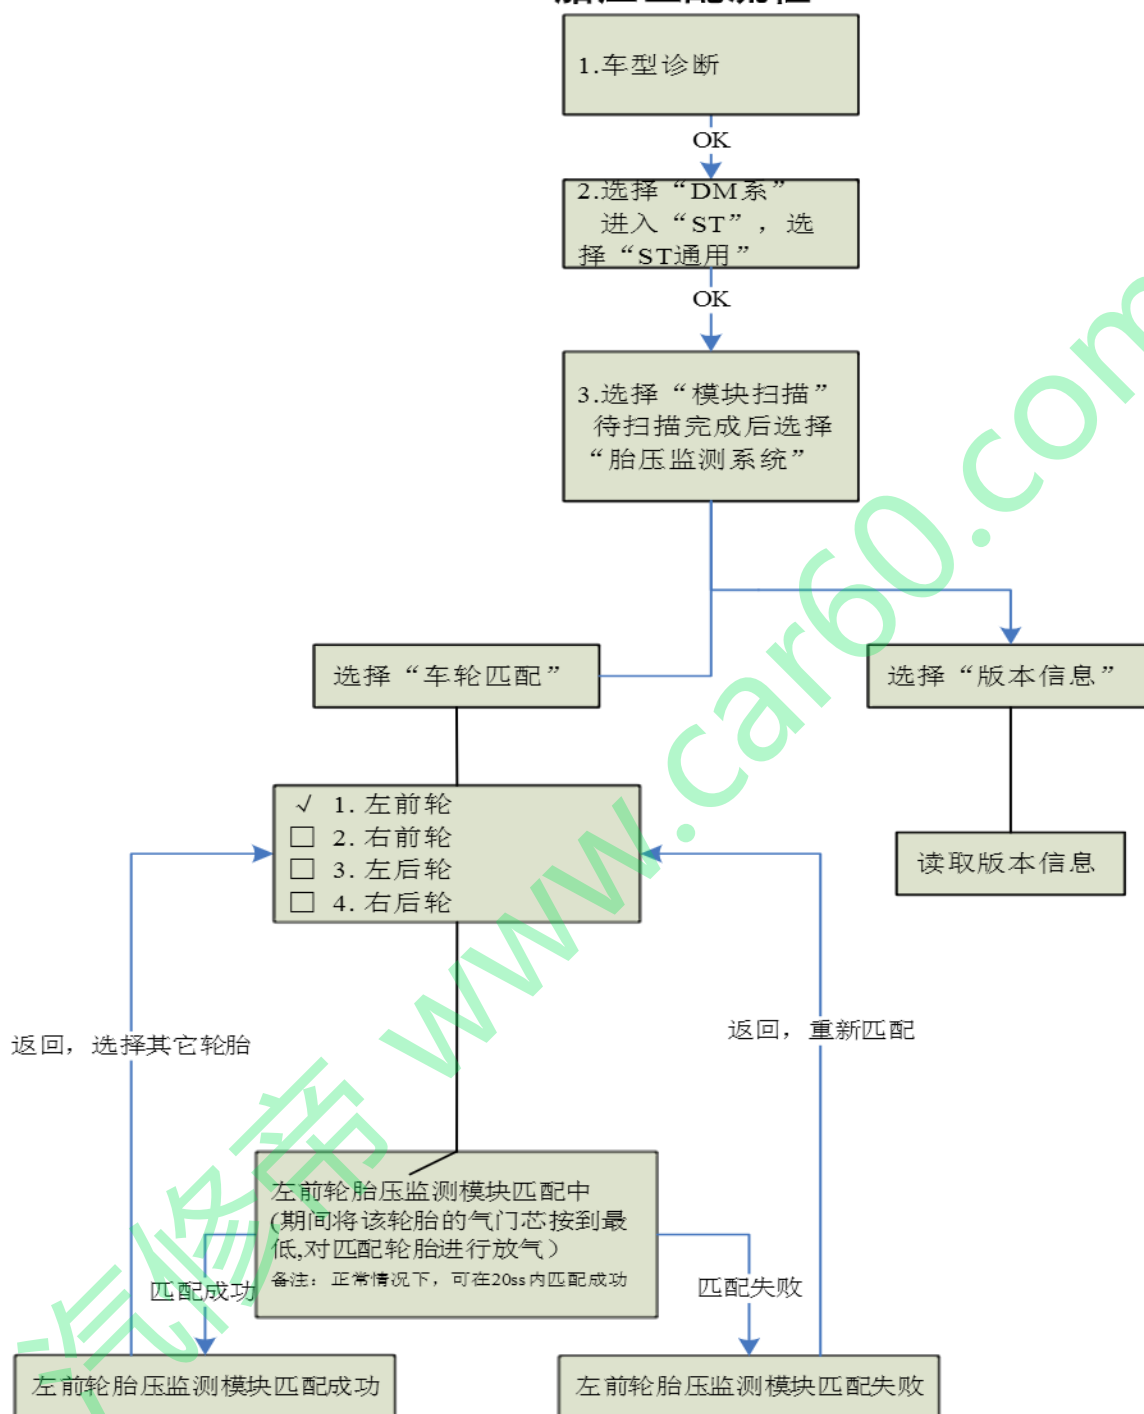 1.车型诊断
OK
2.选择“DM系”
进入“ST”，选
择“ST通用”
OK
3.选择“模块扫描”
待扫描完成后选择
“胎压监测系统”
选择“车轮匹配”
选择“版本信息”
√ 1. 左前轮
□ 2. 右前轮
□ 3. 左后轮
□ 4. 右后轮
读取版本信息
返回，选择其它轮胎
返回，重新匹配
左前轮胎压监测模块匹配中
(期间将该轮胎的气门芯按到最
低,对匹配轮胎进行放气）
备注：正常情况下，可在20ss内匹配成功
匹配成功
匹配失败
左前轮胎压监测模块匹配成功
左前轮胎压监测模块匹配失败
汽修帝 www.car60.com